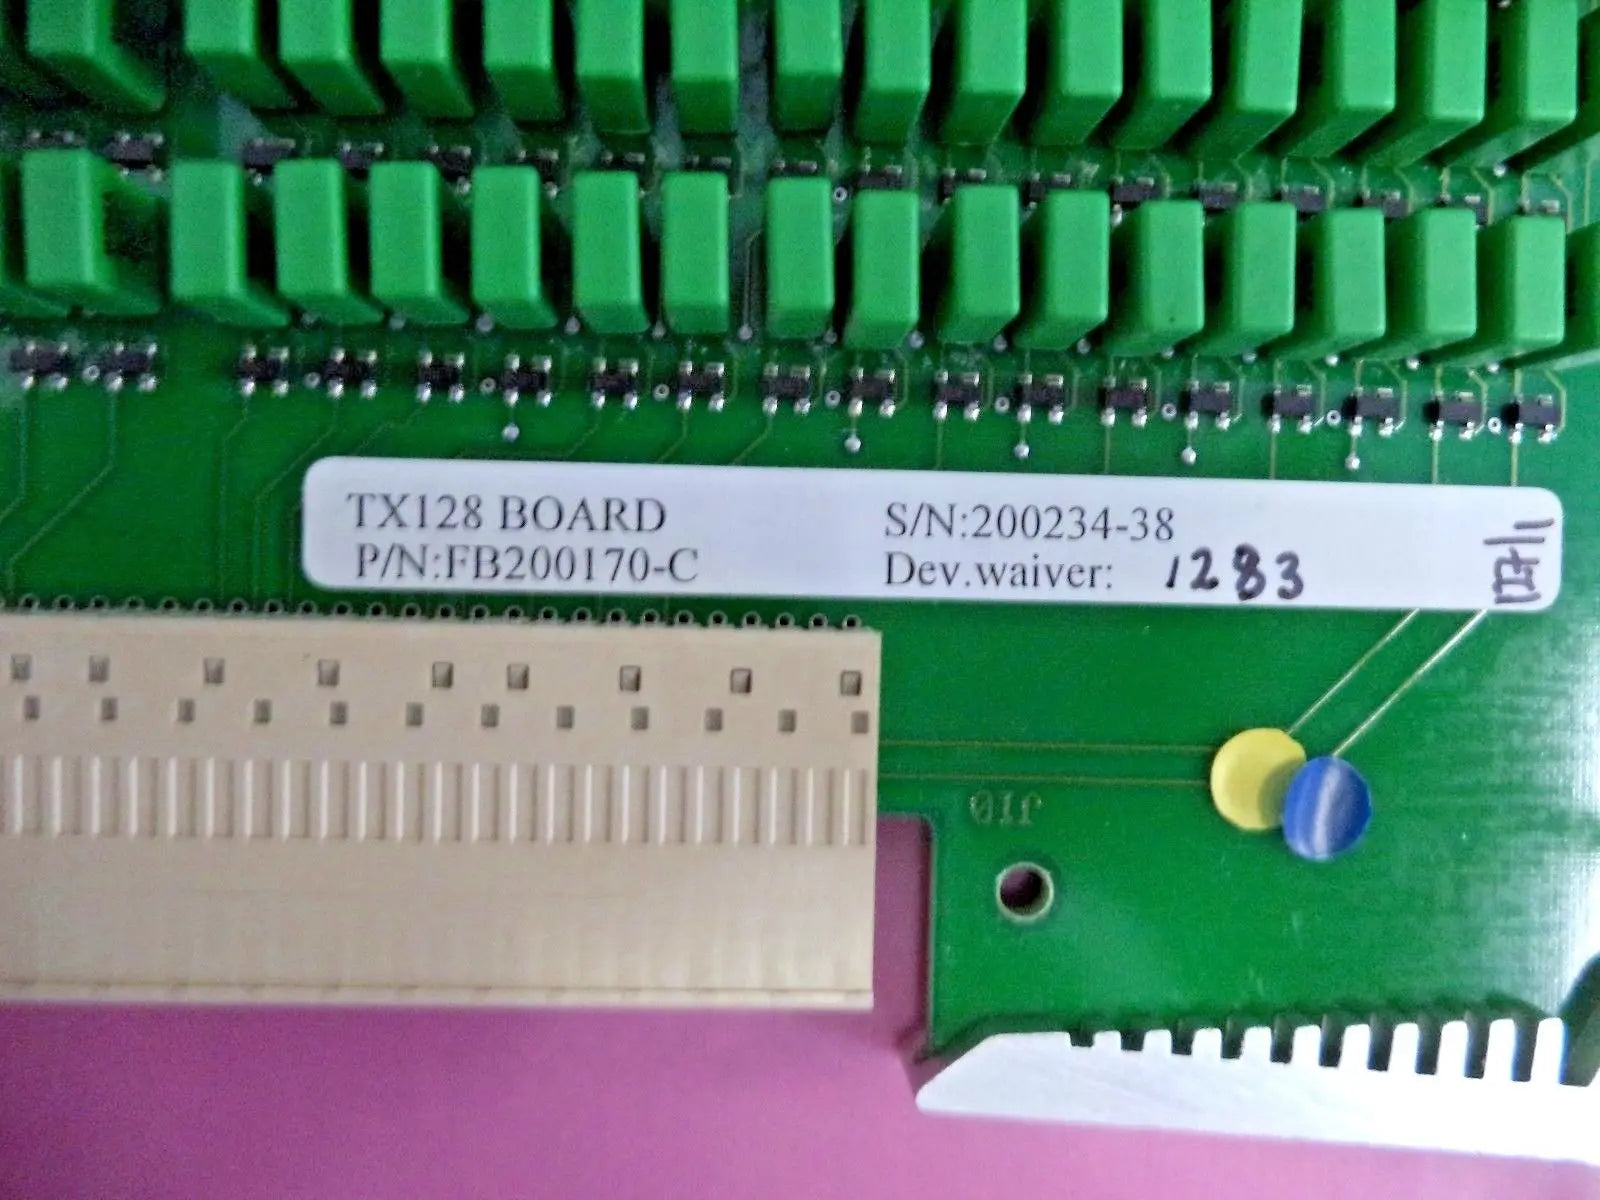 TX128 BOARD
P/N:FB200170-C
S/N:200234-38
Dev.waiver: 1283
J10